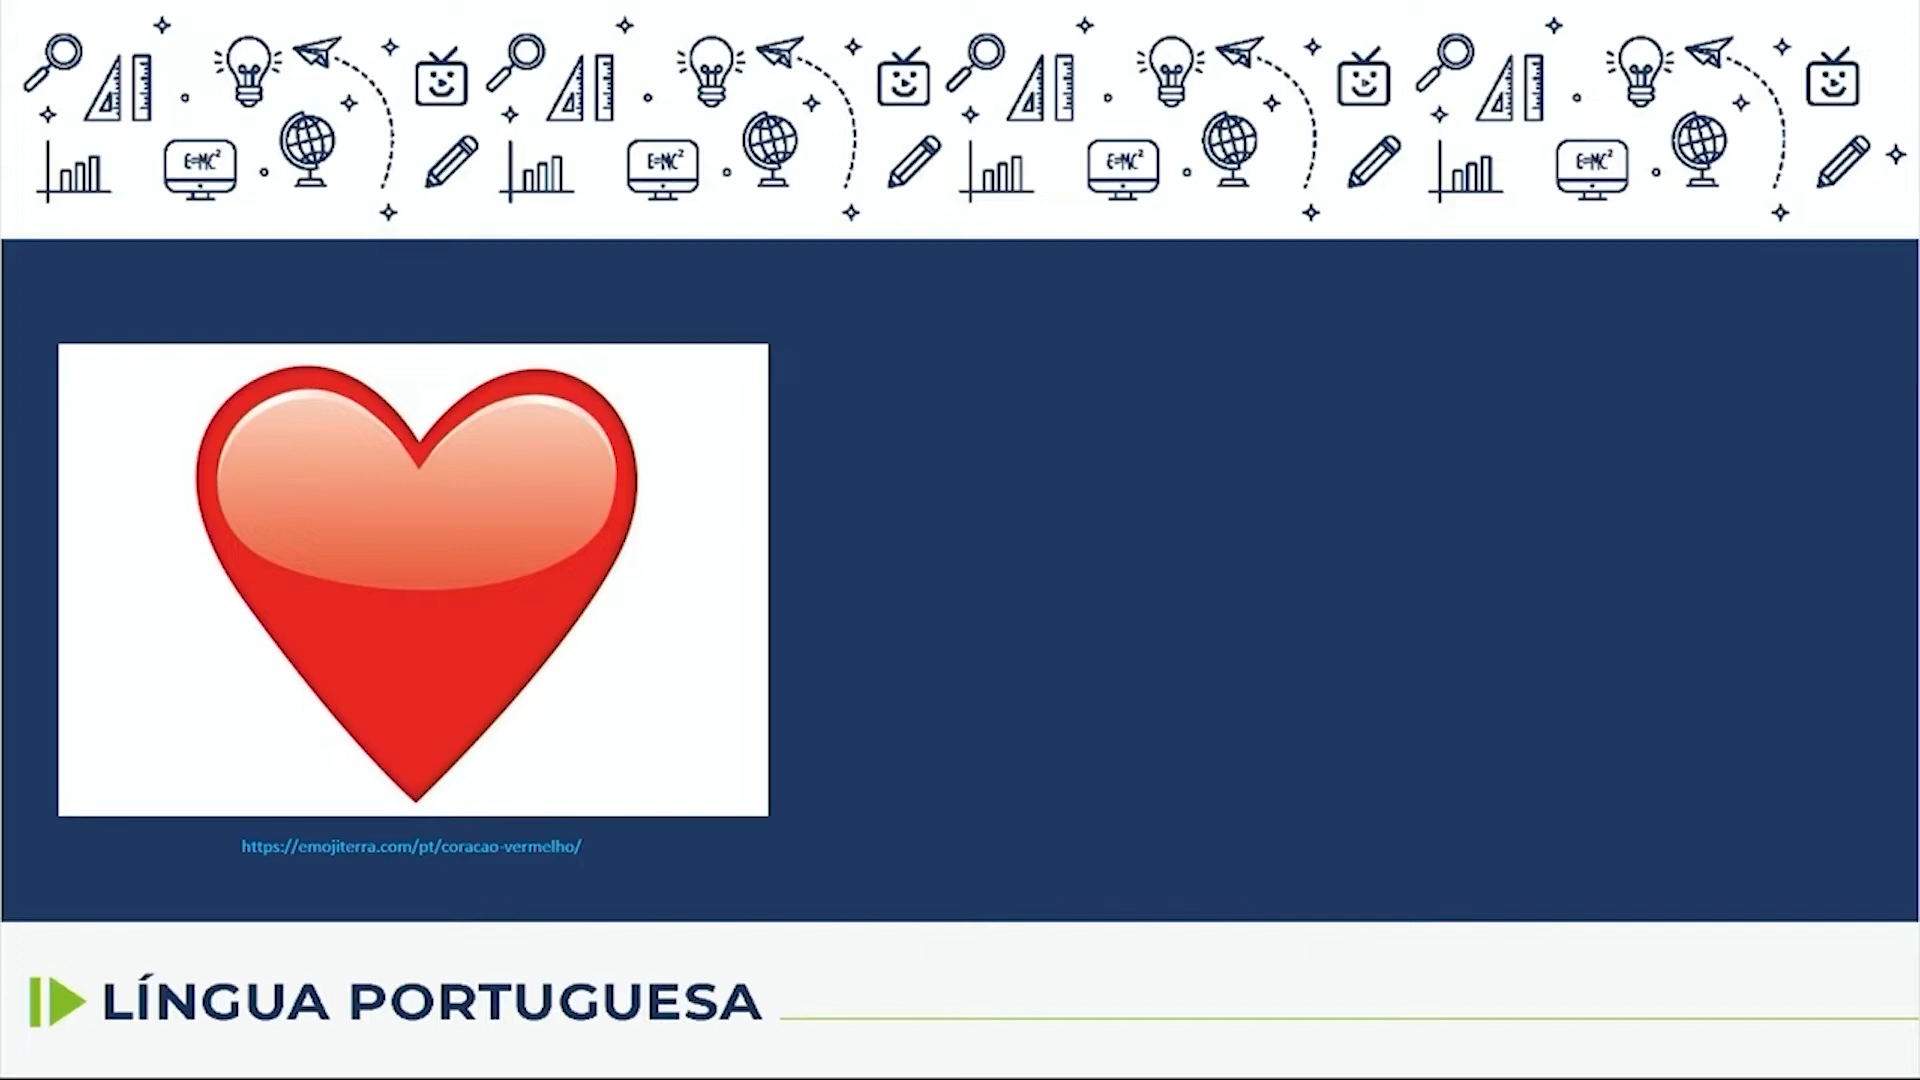 E=MC² E=MC² E=MC² E=MC²
https://emojiterra.com/pt/coracao-vermelho/
LÍNGUA PORTUGUESA